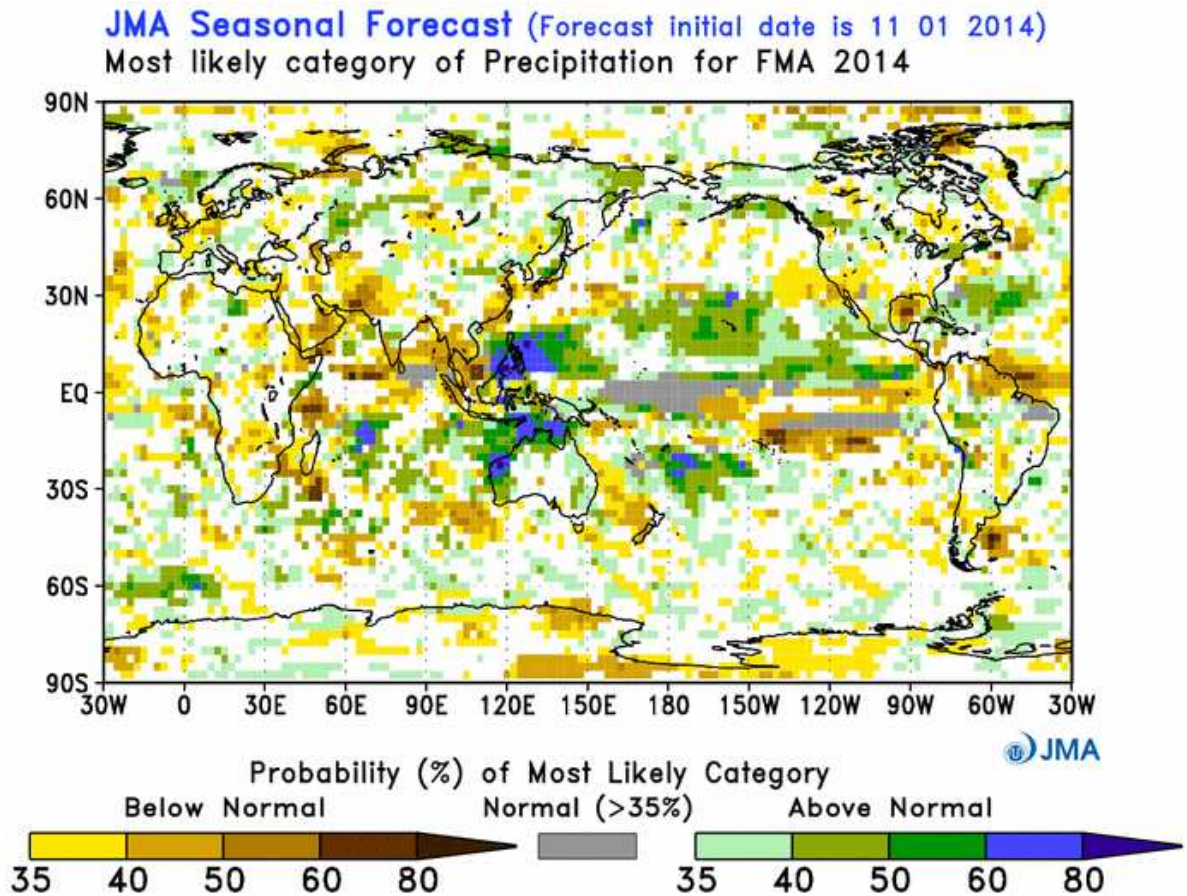 JMA Seasonal Forecast (Forecast initial date is 11 01 2014)
Most likely category of Precipitation for FMA 2014
90N
60N
30N
EQ
30S
60S
90S
30W 0 30E 60E 90E 120E 150E 180 150W 120W 90W 60W 30W
JMA
Probability (%) of Most Likely Category
Below Normal Normal (>35%) Above Normal
35 40 50 60 80 35 40 50 60 80